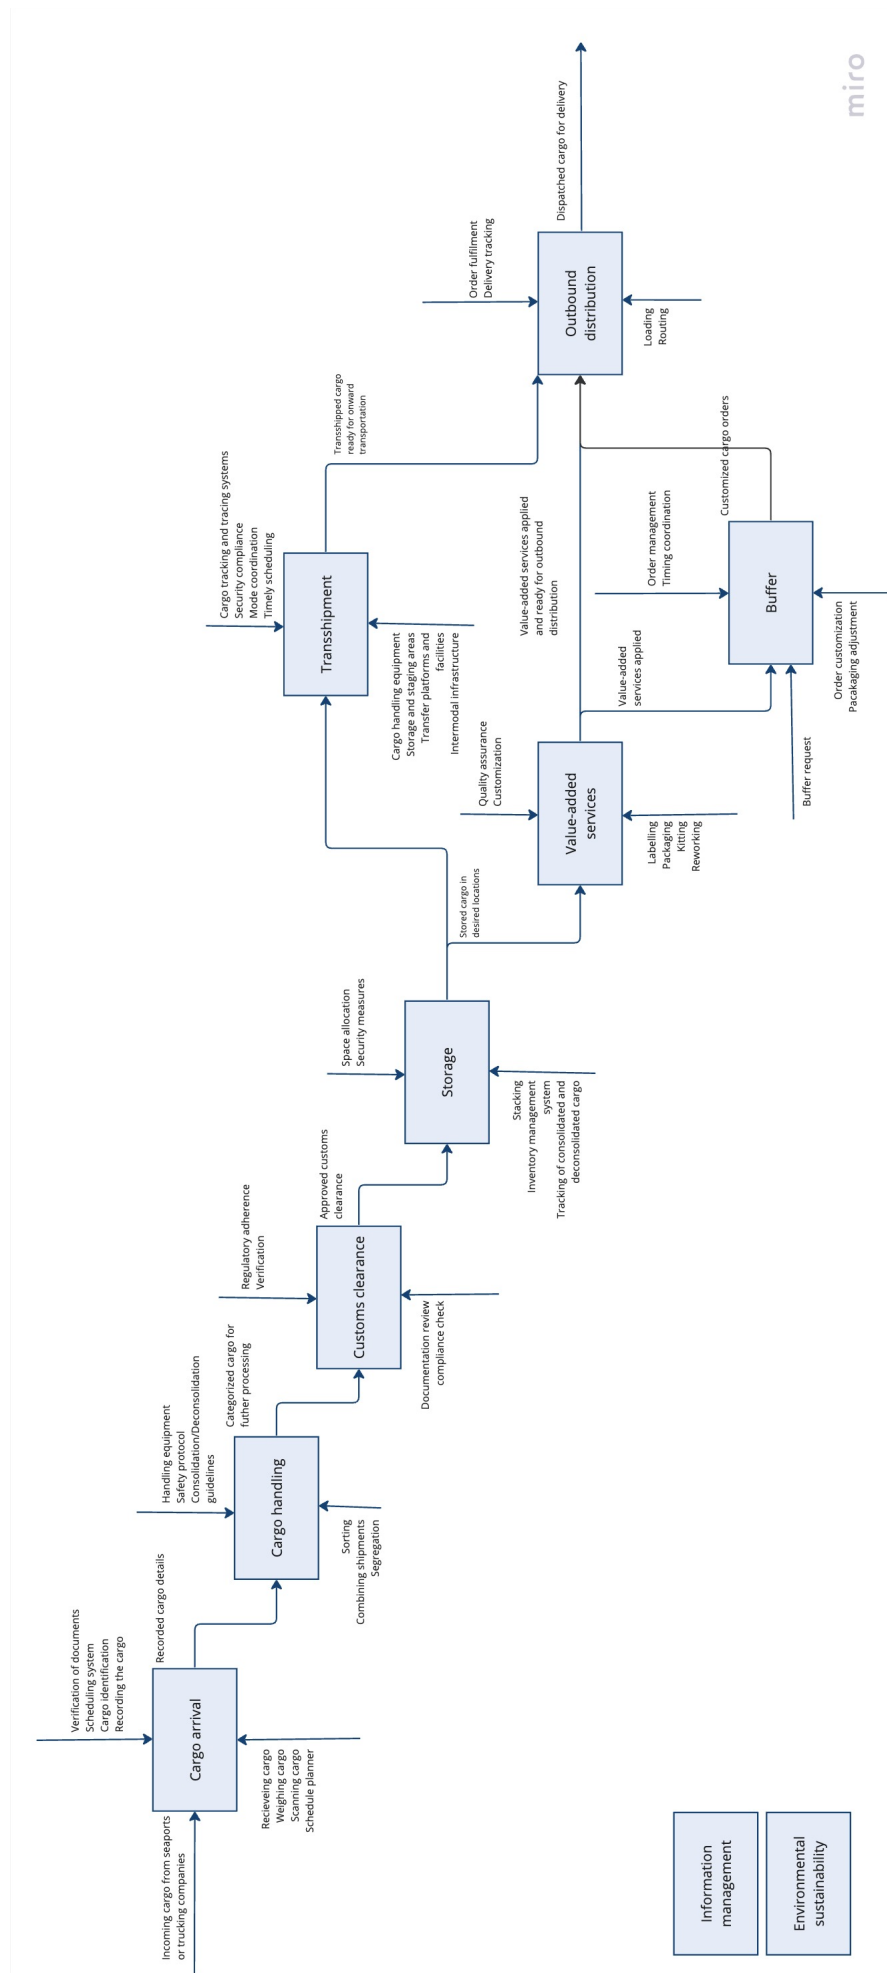 Incoming cargo from seaports
or trucking companies
Verification of documents
Scheduling system
Cargo identification
Recording the cargo
Cargo arrival
Recieveing cargo
Weighing cargo
Scanning cargo
Schedule planner
Recorded cargo details
Handling equipment
Safety protocol
Consolidation/Deconsolidation
guidelines
Cargo handling
Sorting
Combining shipments
Segregation
Categorized cargo for
futher processing
Regulatory adherence
Verification
Customs clearance
Documentation review
compliance check
Approved customs
clearance
Space allocation
Security measures
Storage
Stacking
Inventory management
system
Tracking of consolidated and
deconsolidated cargo
Stored cargo in
desired locations
Cargo tracking and tracing systems
Security compliance
Mode coordination
Timely scheduling
Transshipment
Cargo handling equipment
Storage and staging areas
Transfer platforms and
facilities
Intermodal infrastructure
Transshipped cargo
ready for onward
transportation
Quality assurance
Customization
Value-added
services
Labelling
Packaging
Kitting
Reworking
Value-added services applied
and ready for outbound
distribution
Value-added
services applied
Buffer request
Order management
Timing coordination
Buffer
Order customization
Pacakaging adjustment
Customized cargo orders
Order fulfilment
Delivery tracking
Outbound
distribution
Loading
Routing
Dispatched cargo for delivery
Information
management
Environmental
sustainability
miro